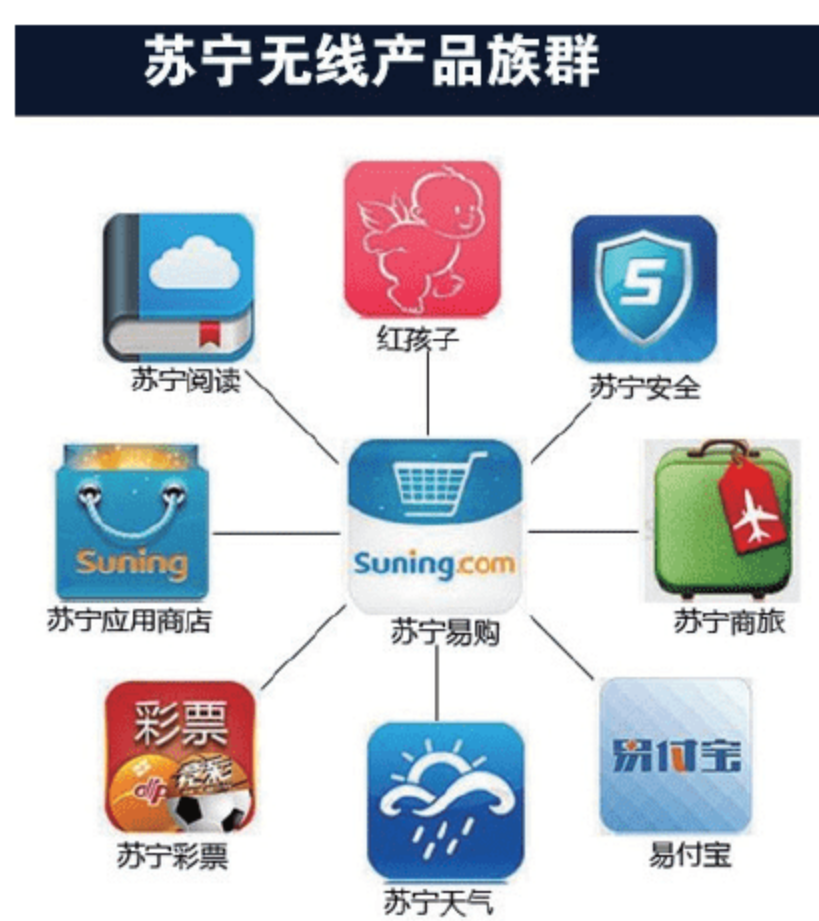 苏宁无线产品族群
红孩子
苏宁阅读
S
苏宁安全
Suning
苏宁应用商店
Suning.com
苏宁易购
苏宁商旅
彩票
竞彩
苏宁彩票
苏宁天气
易付宝
易付宝